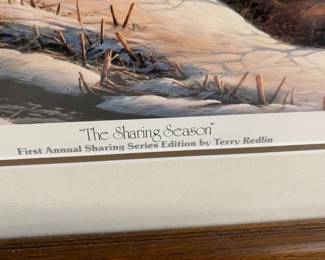 "The Sharing Season"
First Annual Sharing Series Edition by Terry Redlin